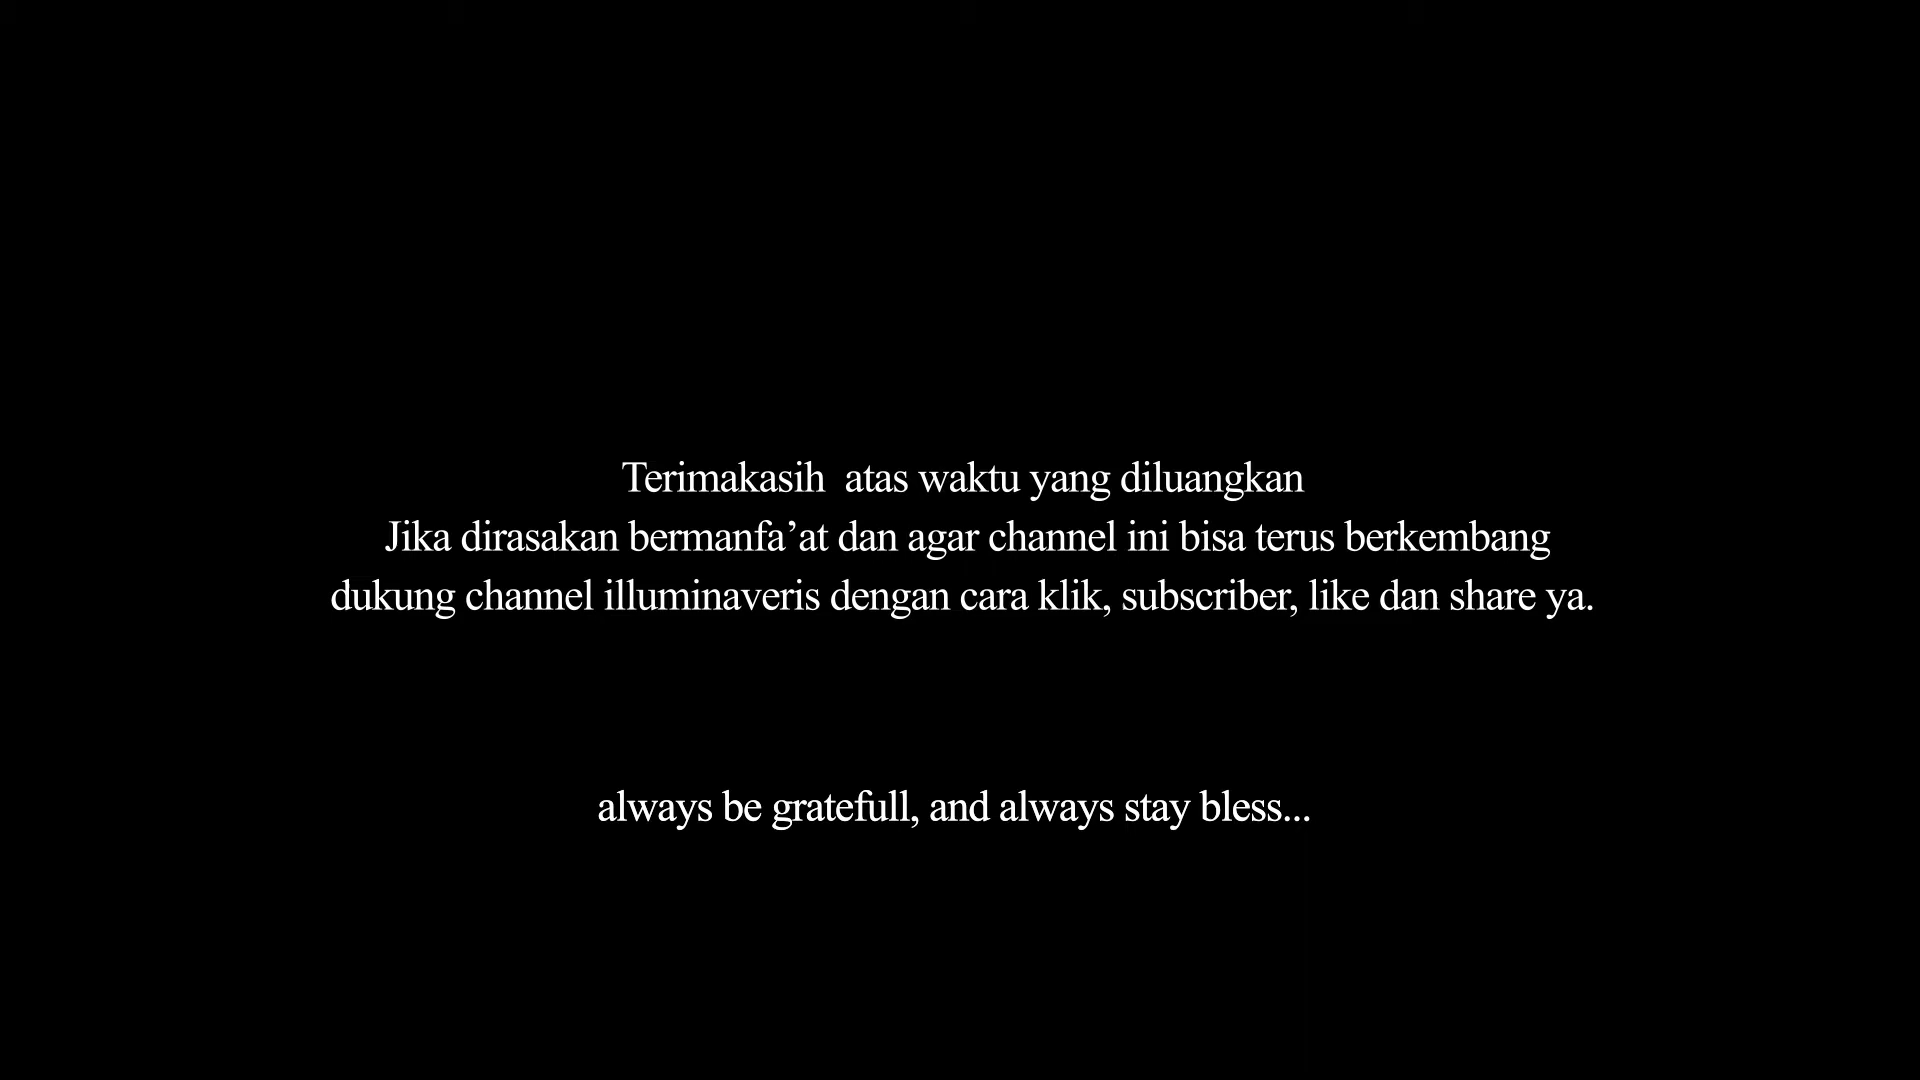 Terimakasih  atas waktu yang diluangkan
Jika dirasakan bermanfa’at dan agar channel ini bisa terus berkembang
dukung channel illuminaveris dengan cara klik, subscriber, like dan share ya.
always be gratefull, and always stay bless...